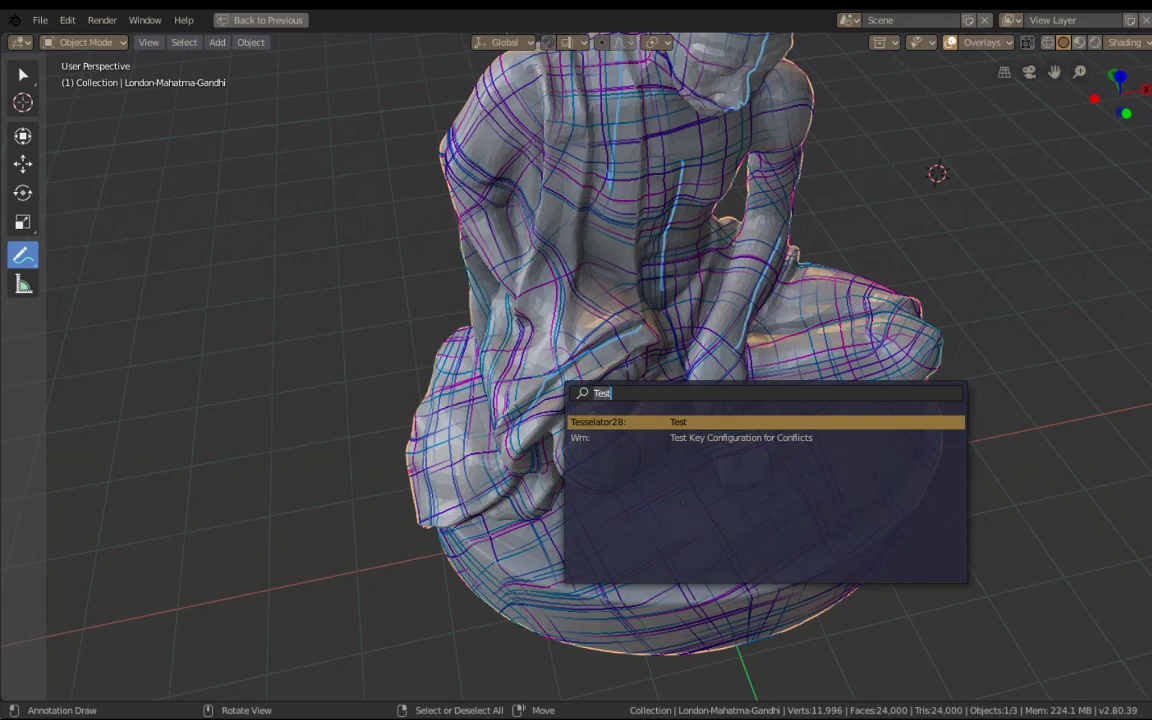 File Edit Render Window Help Back to Previous Scene View Layer
Object Mode View Select Add Object Global Overlays Shading
User Perspective
(1) Collection | London-Mahatma-Gandhi
Z
X
Test
Tesselator28: Test
Wm: Test Key Configuration for Conflicts
Annotation Draw Rotate View Select or Deselect All Move Collection | London-Mahatma-Gandhi | Verts:11,996 | Faces:24,000 | Tris:24,000 | Objects:1/3 | Mem: 224.1 MB | v2.80.39